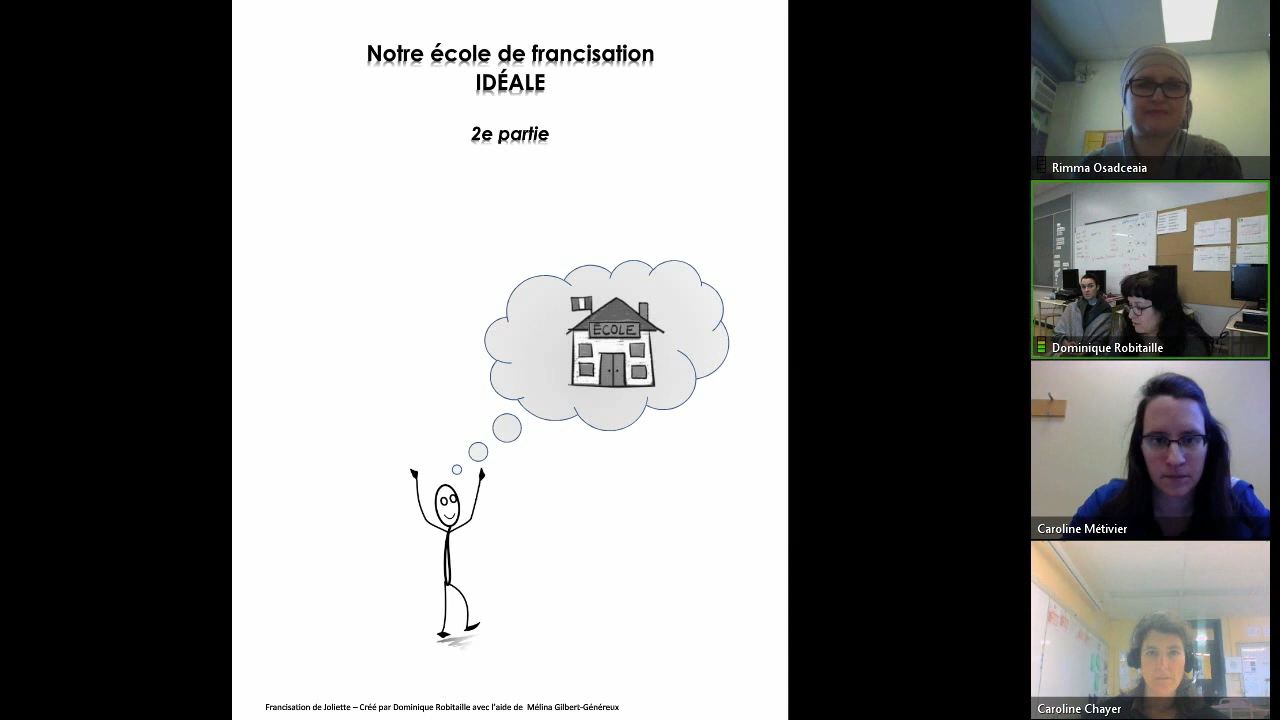 Notre école de francisation
IDÉALE
2e partie
ÉCOLE
Francisation de Joliette – Créé par Dominique Robitaille avec l'aide de Mélina Gilbert-Généreux
Rimma Osadceaia
Dominique Robitaille
Caroline Métivier
Caroline Chayer